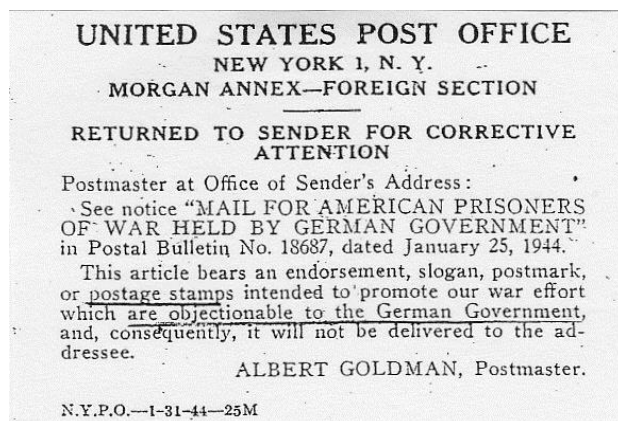 UNITED STATES POST OFFICE
NEW YORK 1, N. Y.
MORGAN ANNEX—FOREIGN SECTION
RETURNED TO SENDER FOR CORRECTIVE
ATTENTION
Postmaster at Office of Sender's Address:
See notice "MAIL FOR AMERICAN PRISONERS
OF WAR HELD BY GERMAN GOVERNMENT"
in Postal Bulletin No. 18687, dated January 25, 1944.
This article bears an endorsement, slogan, postmark,
or postage stamps intended to promote our war effort
which are objectionable to the German Government,
and, consequently, it will not be delivered to the ad-
dressee.
ALBERT GOLDMAN, Postmaster.
N.Y.P.O.—1-31-44—25M